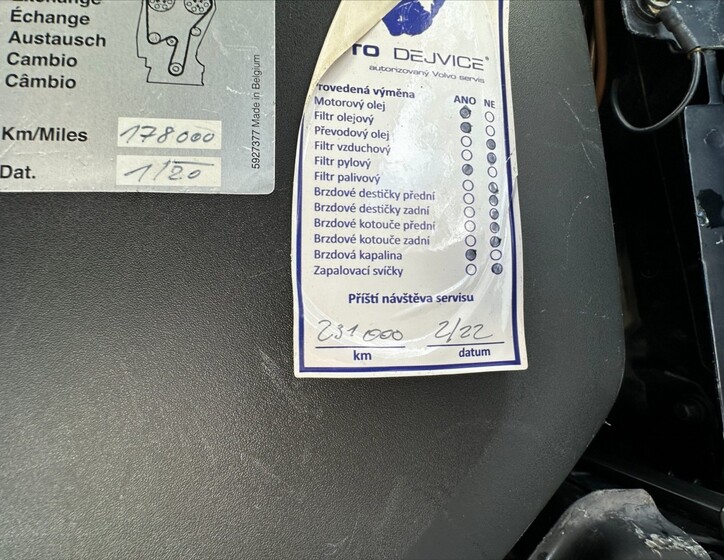 Échange
Austausch
Cambio
Câmbio
Km/Miles 178000
Dat. 1/20
5927377 Made in Belgium
TO DEJVICE®
autorizovaný Volvo servis
rovedená výměna ANO NE
Motorový olej
Filtr olejový
Převodový olej
Filtr vzduchový
Filtr pylový
Filtr palivový
Brzdové destičky přední
Brzdové destičky zadní
Brzdové kotouče přední
Brzdové kotouče zadní
Brzdová kapalina
Zapalovací svíčky
Příští návštěva servisu
231 000 2/22
km datum